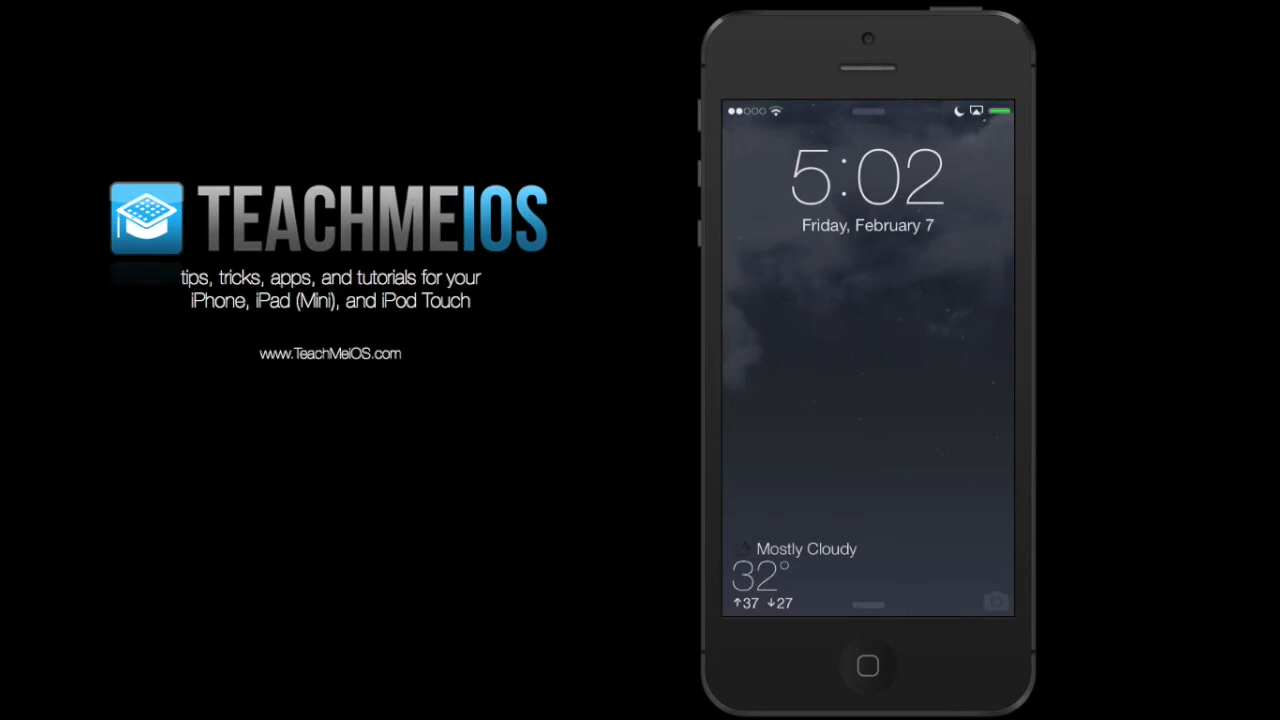 TEACHMEIOS
tips, tricks, apps, and tutorials for your
iPhone, iPad (Mini), and iPod Touch
www.TeachMeiOS.com
5:02
Friday, February 7
Mostly Cloudy
32°
↑37 ↓27